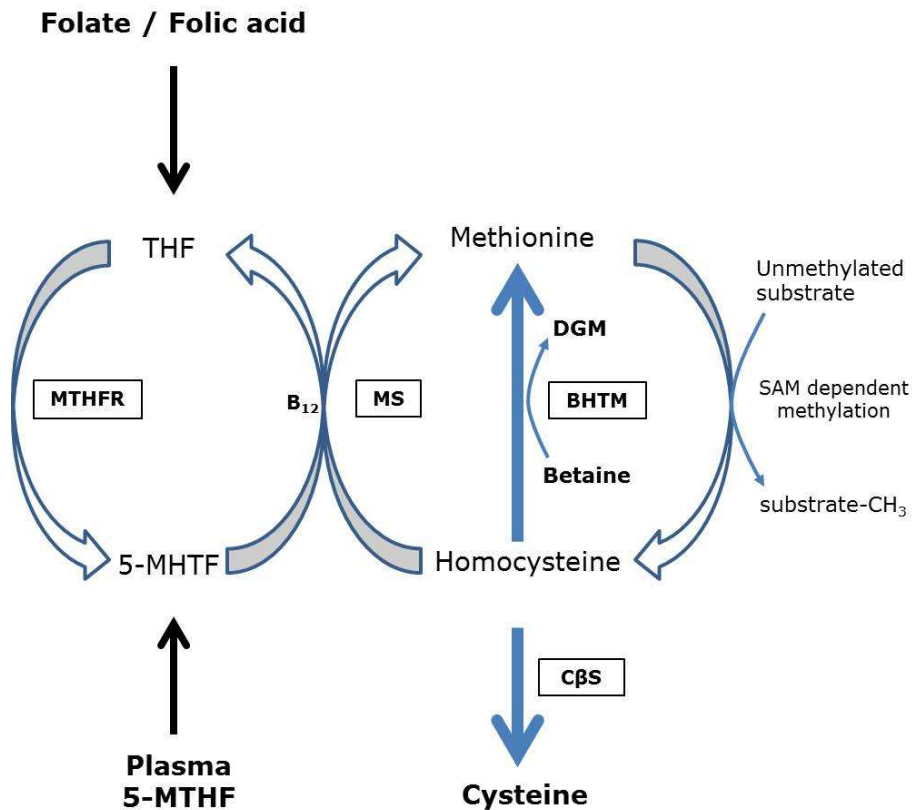 Folate / Folic acid
THF
Methionine
Unmethylated
substrate
DGM
MTHFR
B₁₂
MS
BHTM
SAM dependent
methylation
Betaine
substrate-CH₃
5-MHTF
Homocysteine
CβS
Plasma
5-MTHF
Cysteine